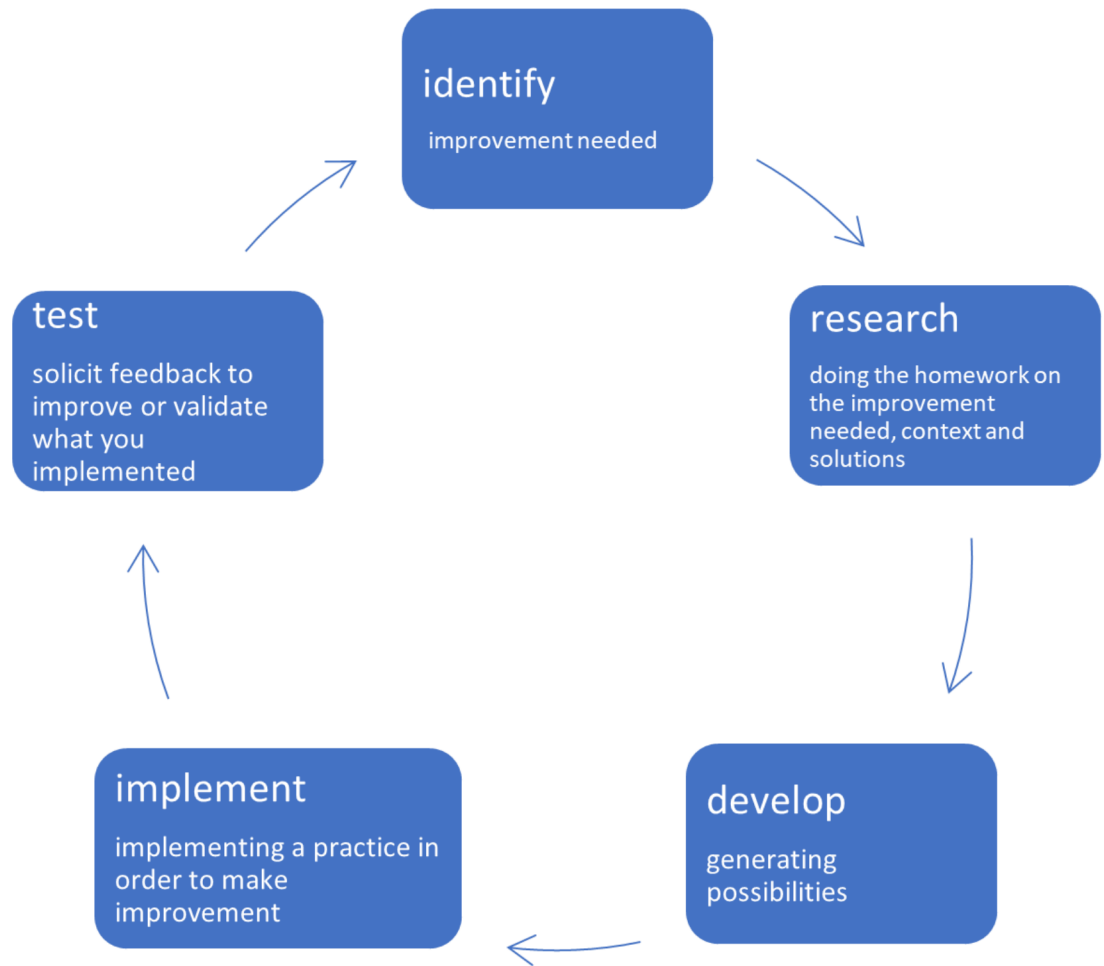 identify
improvement needed
research
doing the homework on
the improvement
needed, context and
solutions
develop
generating
possibilities
implement
implementing a practice in
order to make
improvement
test
solicit feedback to
improve or validate
what you
implemented